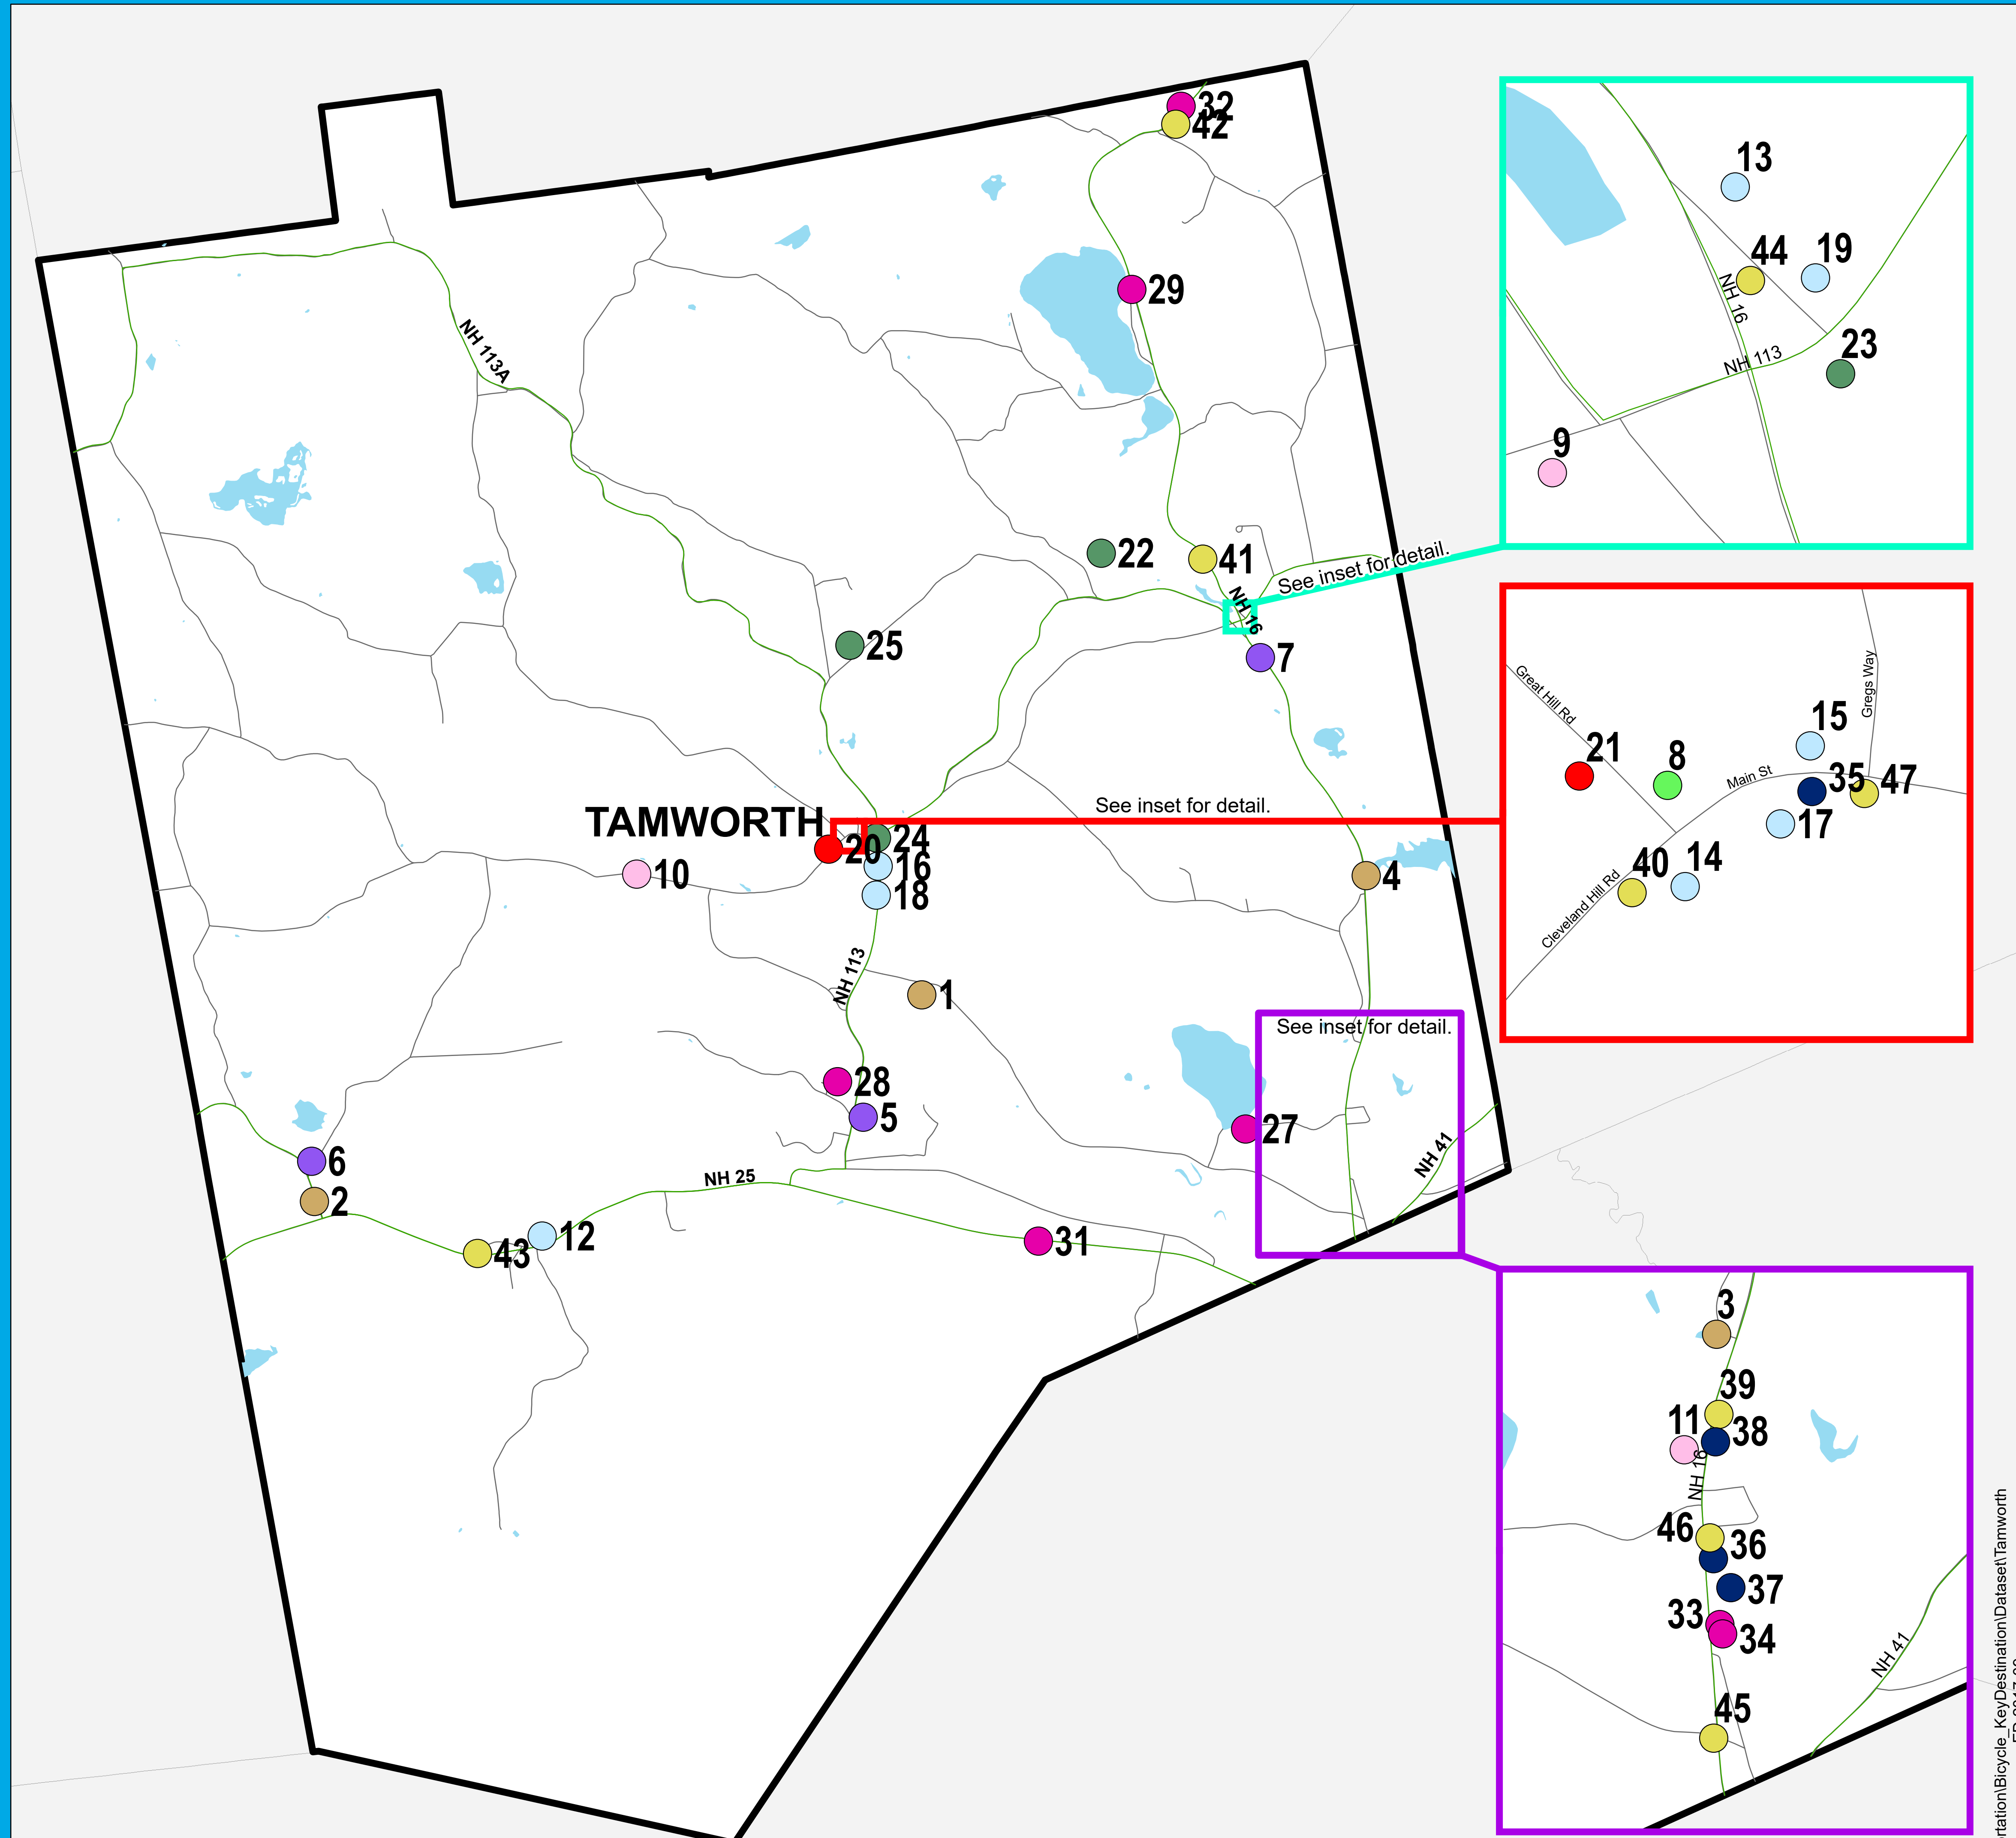 32
42
29
NH 113A
22
41
See inset for detail.
NH 16
25
7
See inset for detail.
TAMWORTH
20
24
16
18
10
4
NH 113
1
See inset for detail.
28
5
27
6
2
NH 25
NH 41
43
12
31
13
44
19
NH 16
NH 113
23
9
Great Hill Rd
Gregs Way
21
8
15
Main St
35
47
17
40
14
Cleveland Hill Rd
3
39
11
38
NH 16
46
36
37
33
34
NH 41
45
rtation\Bicycle_KeyDestination\Dataset\Tamworth